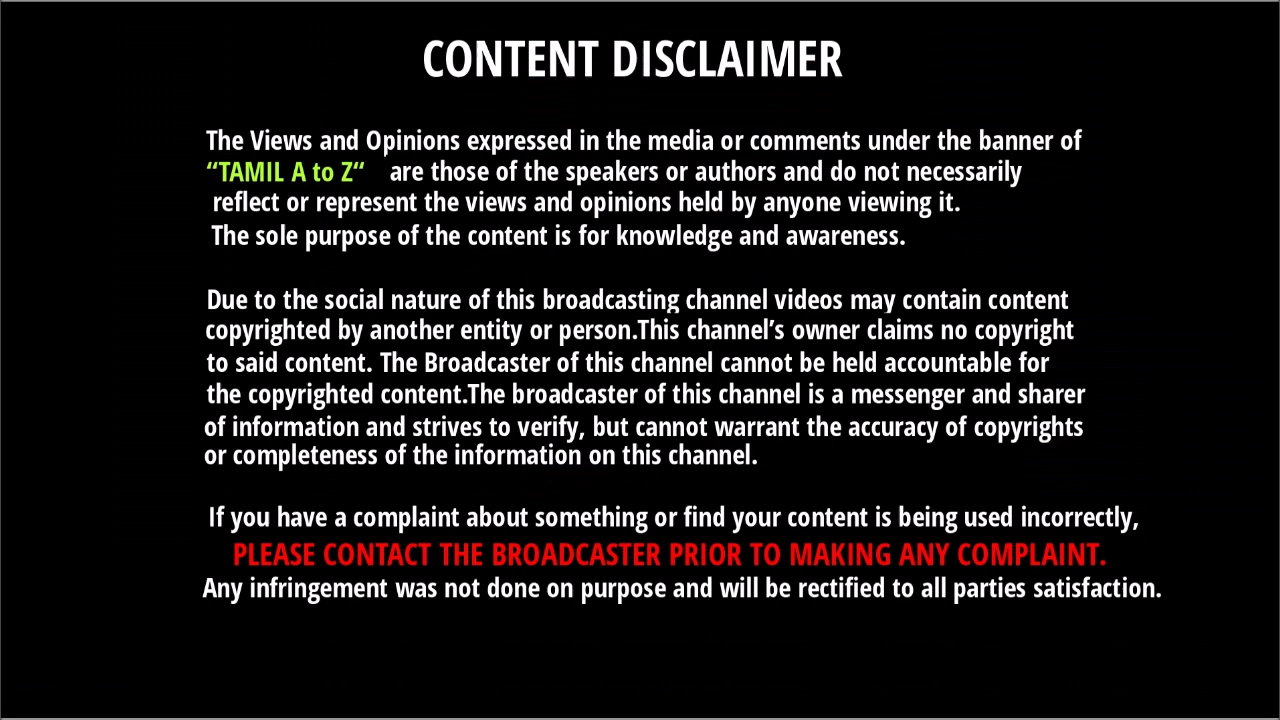 CONTENT DISCLAIMER
The Views and Opinions expressed in the media or comments under the banner of
“TAMIL A to Z“ are those of the speakers or authors and do not necessarily
reflect or represent the views and opinions held by anyone viewing it.
The sole purpose of the content is for knowledge and awareness.
Due to the social nature of this broadcasting channel videos may contain content
copyrighted by another entity or person.This channel’s owner claims no copyright
to said content. The Broadcaster of this channel cannot be held accountable for
the copyrighted content.The broadcaster of this channel is a messenger and sharer
of information and strives to verify, but cannot warrant the accuracy of copyrights
or completeness of the information on this channel.
If you have a complaint about something or find your content is being used incorrectly,
PLEASE CONTACT THE BROADCASTER PRIOR TO MAKING ANY COMPLAINT.
Any infringement was not done on purpose and will be rectified to all parties satisfaction.